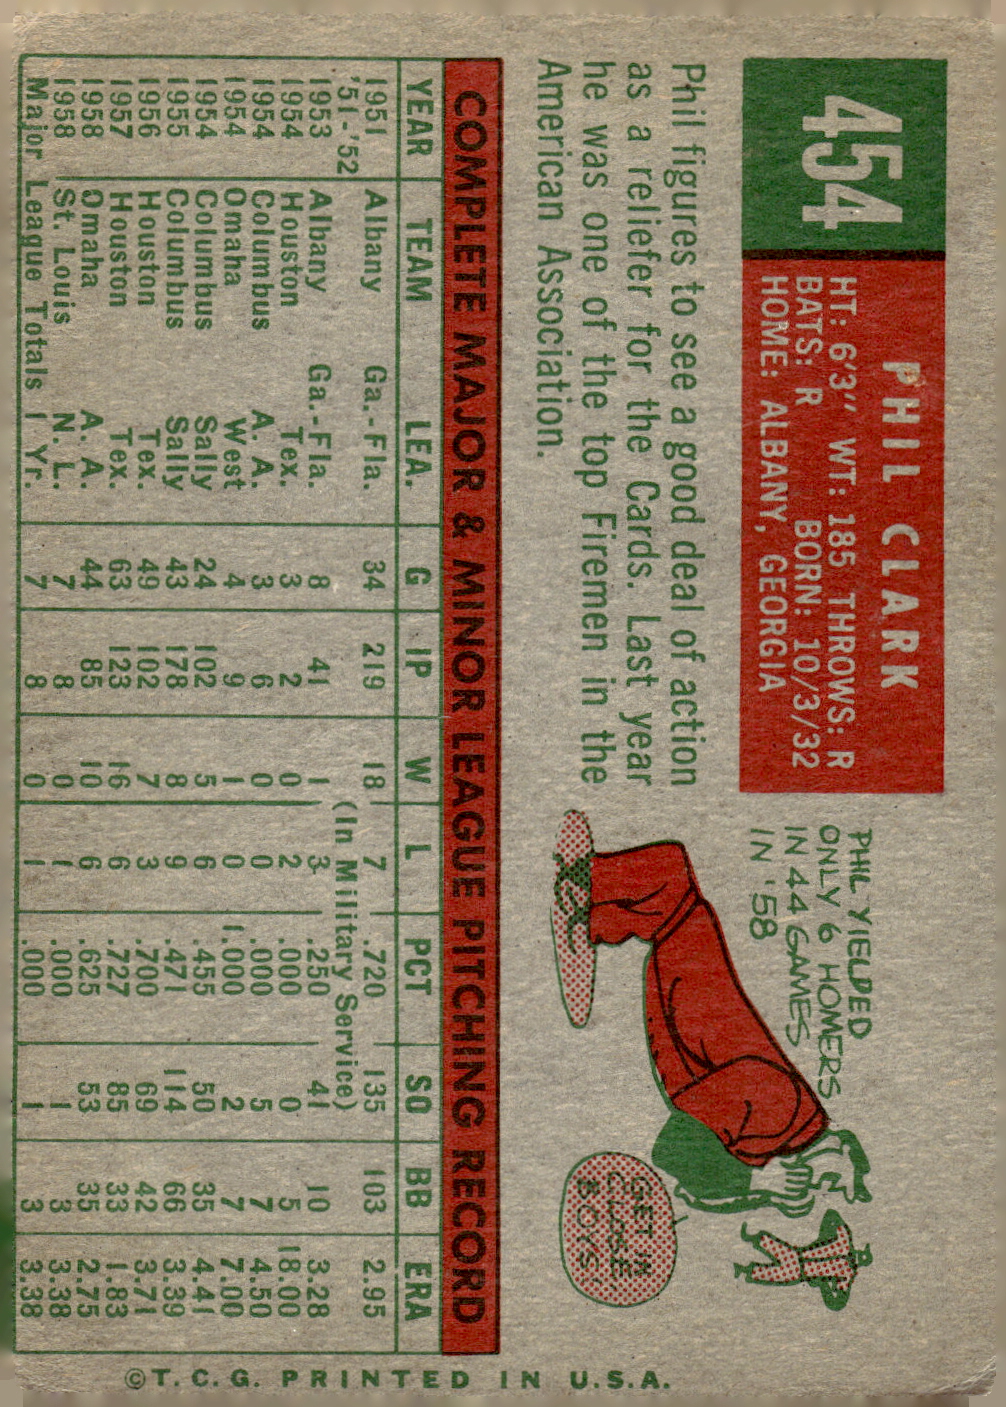 454
PHIL CLARK
HT: 6'3" WT: 185 THROWS: R
BATS: R BORN: 10/3/32
HOME: ALBANY, GEORGIA
Phil figures to see a good deal of action
as a reliefer for the Cards. Last year
he was one of the top Firemen in the
American Association.
PHIL YIELDED
ONLY 6 HOMERS
IN 44 GAMES
IN '58
GET IN
CLOSE
BOYS!
COMPLETE MAJOR & MINOR LEAGUE PITCHING RECORD
YEAR TEAM LEA. G IP W L PCT SO BB ERA
1951 Albany Ga.-Fla. 34 219 18 7 .720 135 103 2.95
'51-'52 (In Military Service)
1953 Albany Ga.-Fla. 8 41 1 3 .250 41 10 3.28
1954 Houston Tex. 3 2 0 2 .000 0 5 18.00
1954 Columbus A. A. 3 6 0 0 .000 5 7 4.50
1954 Omaha West 4 9 1 0 1.000 2 7 7.00
1954 Columbus Sally 24 102 5 6 .455 50 35 4.41
1955 Columbus Sally 43 178 8 9 .471 114 66 3.39
1956 Houston Tex. 49 102 7 3 .700 69 42 3.71
1957 Houston Tex. 63 123 16 6 .727 85 33 1.83
1958 Omaha A. A. 44 85 10 6 .625 53 35 2.75
1958 St. Louis N. L. 7 8 0 1 .000 1 3 3.38
Major League Totals 1 Yr. 7 8 0 1 .000 1 3 3.38
©T.C.G. PRINTED IN U.S.A.